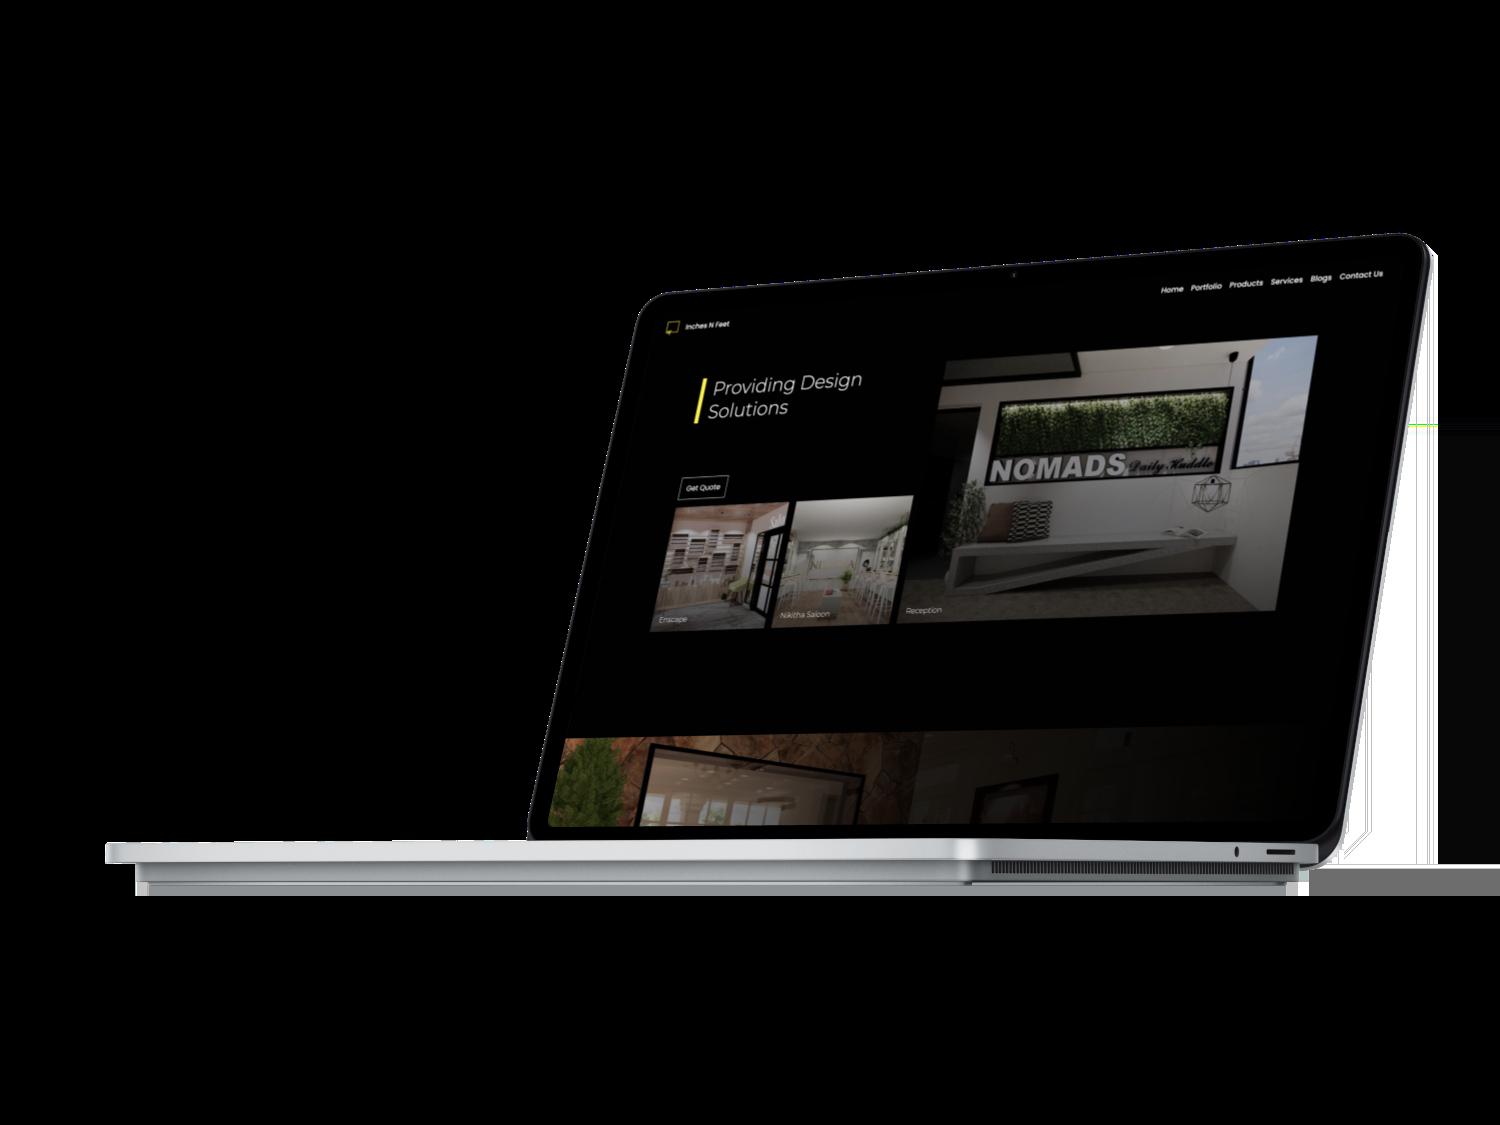 Inches N Feet
Home Portfolio Products Services Blogs Contact Us
Providing Design
Solutions
Get Quote
NOMADS Daily Huddle
Enscape
Nikitha Saloon
Reception